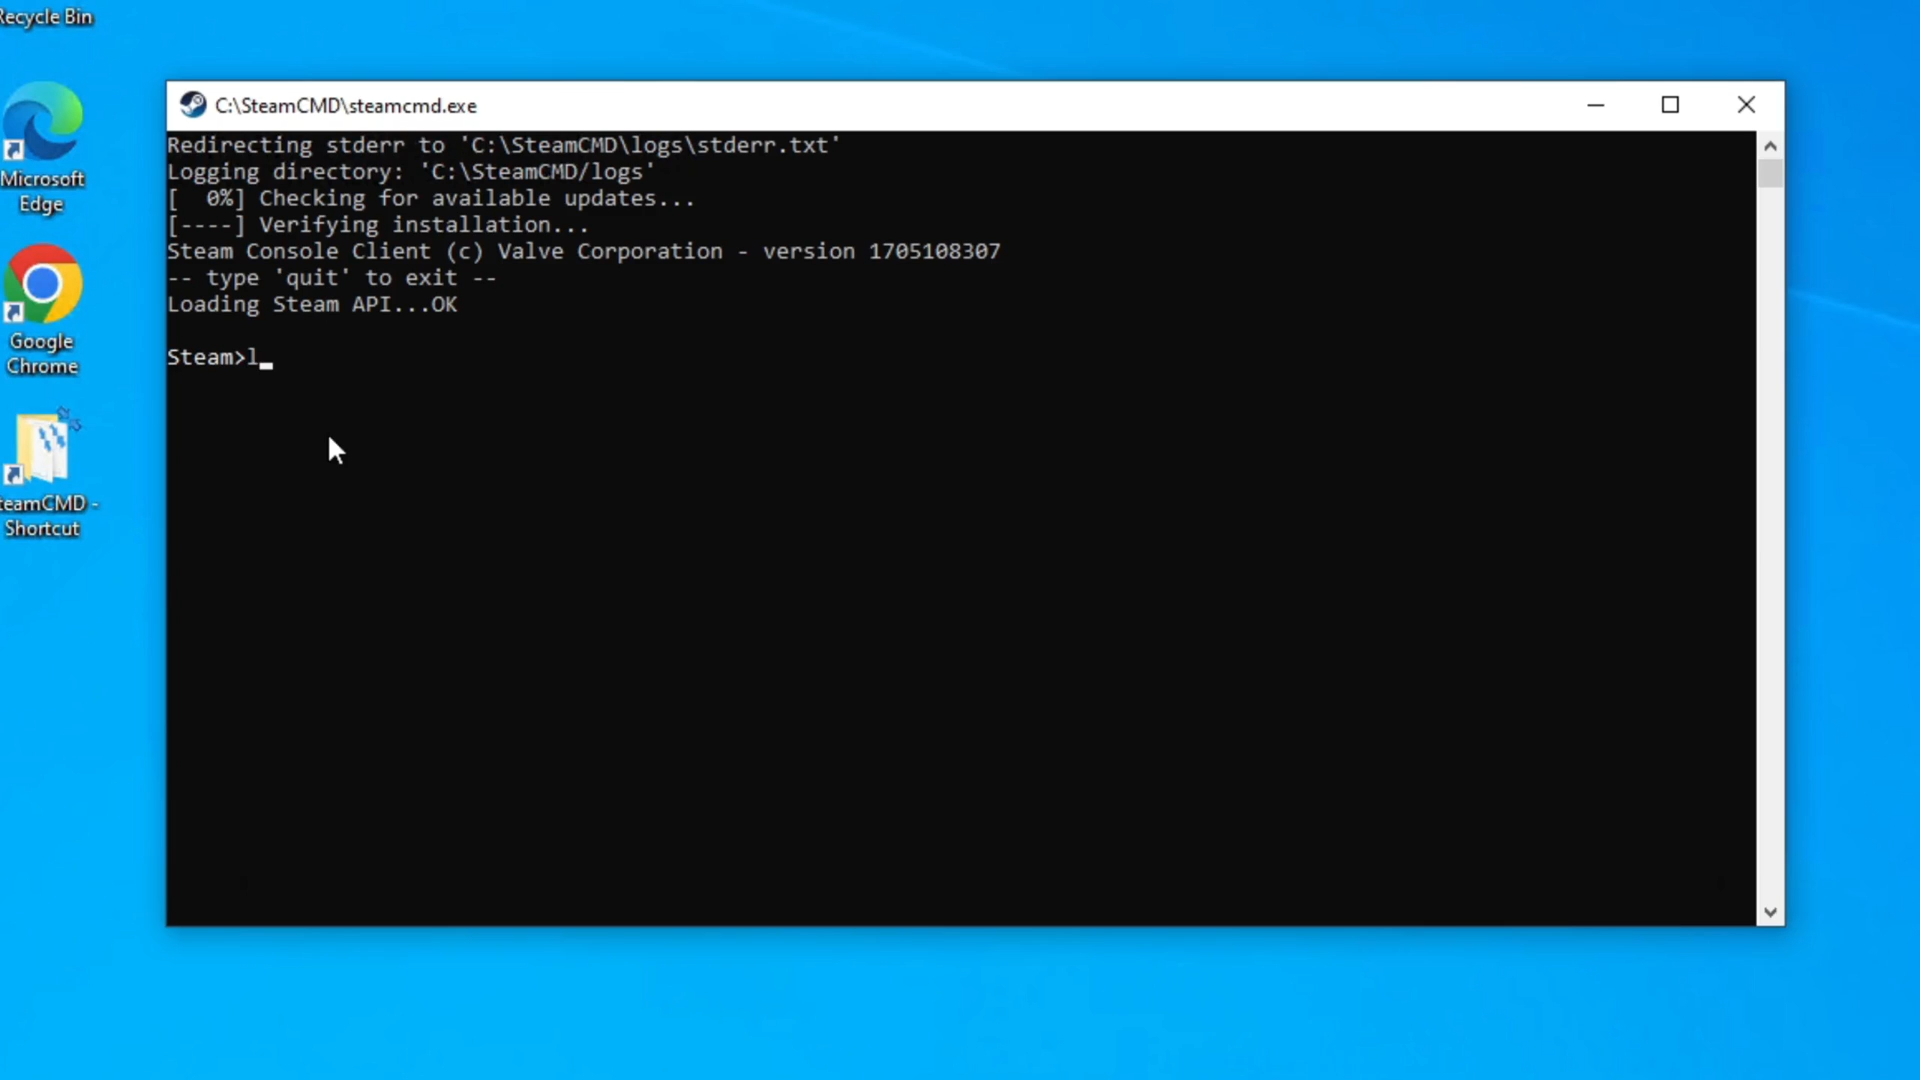 Recycle Bin
Microsoft
Edge
Google
Chrome
teamCMD -
Shortcut
C:\SteamCMD\steamcmd.exe
Redirecting stderr to 'C:\SteamCMD\logs\stderr.txt'
Logging directory: 'C:\SteamCMD/logs'
[  0%] Checking for available updates...
[----] Verifying installation...
Steam Console Client (c) Valve Corporation - version 1705108307
-- type 'quit' to exit --
Loading Steam API...OK
Steam>l_